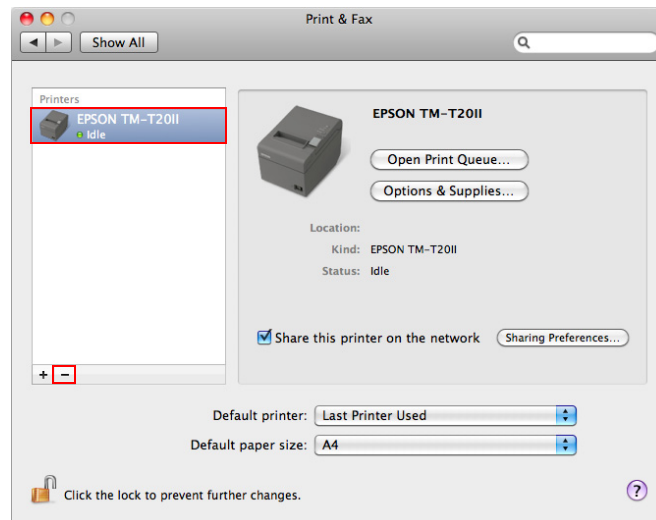 Print & Fax
Show All
Printers
EPSON TM-T20II
Idle
EPSON TM-T20II
Open Print Queue...
Options & Supplies...
Location:
Kind: EPSON TM-T20II
Status: Idle
Share this printer on the network
Sharing Preferences...
+ −
Default printer: Last Printer Used
Default paper size: A4
Click the lock to prevent further changes.
?